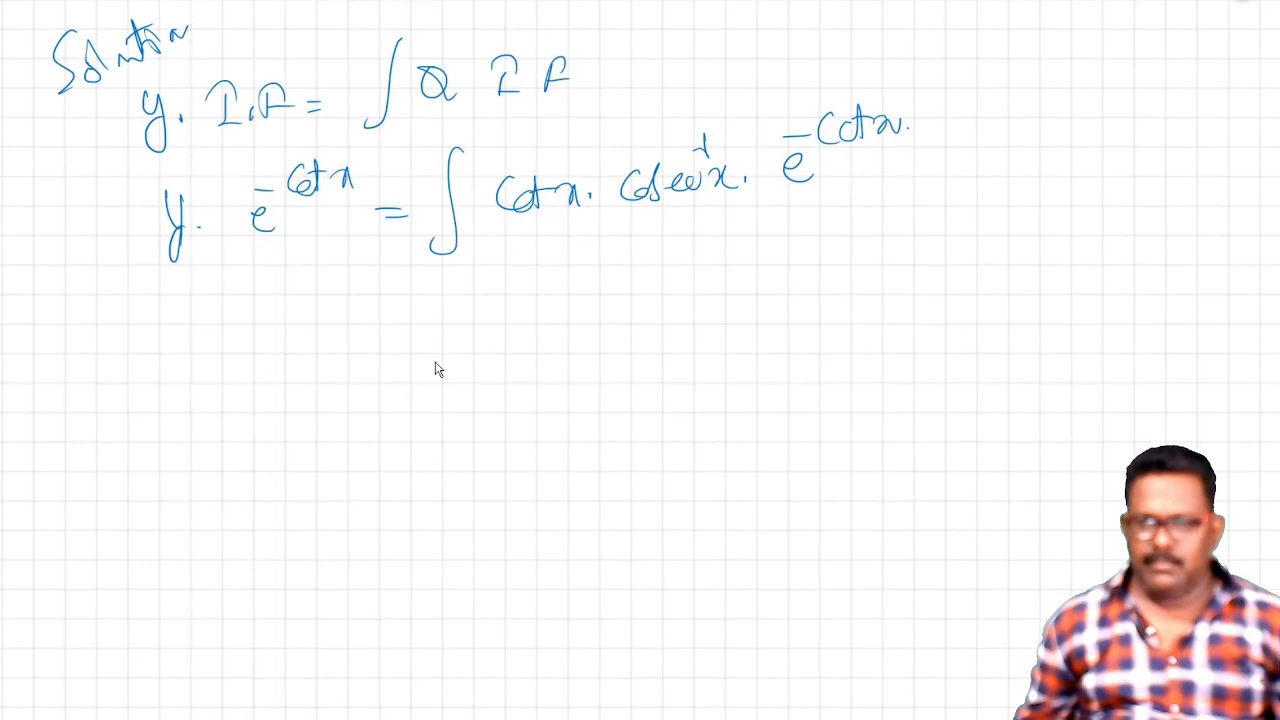 Solution
y. I.F = ∫ Q I F
y. e^-cot x = ∫ cot x. cosec²x. e^-cot x.